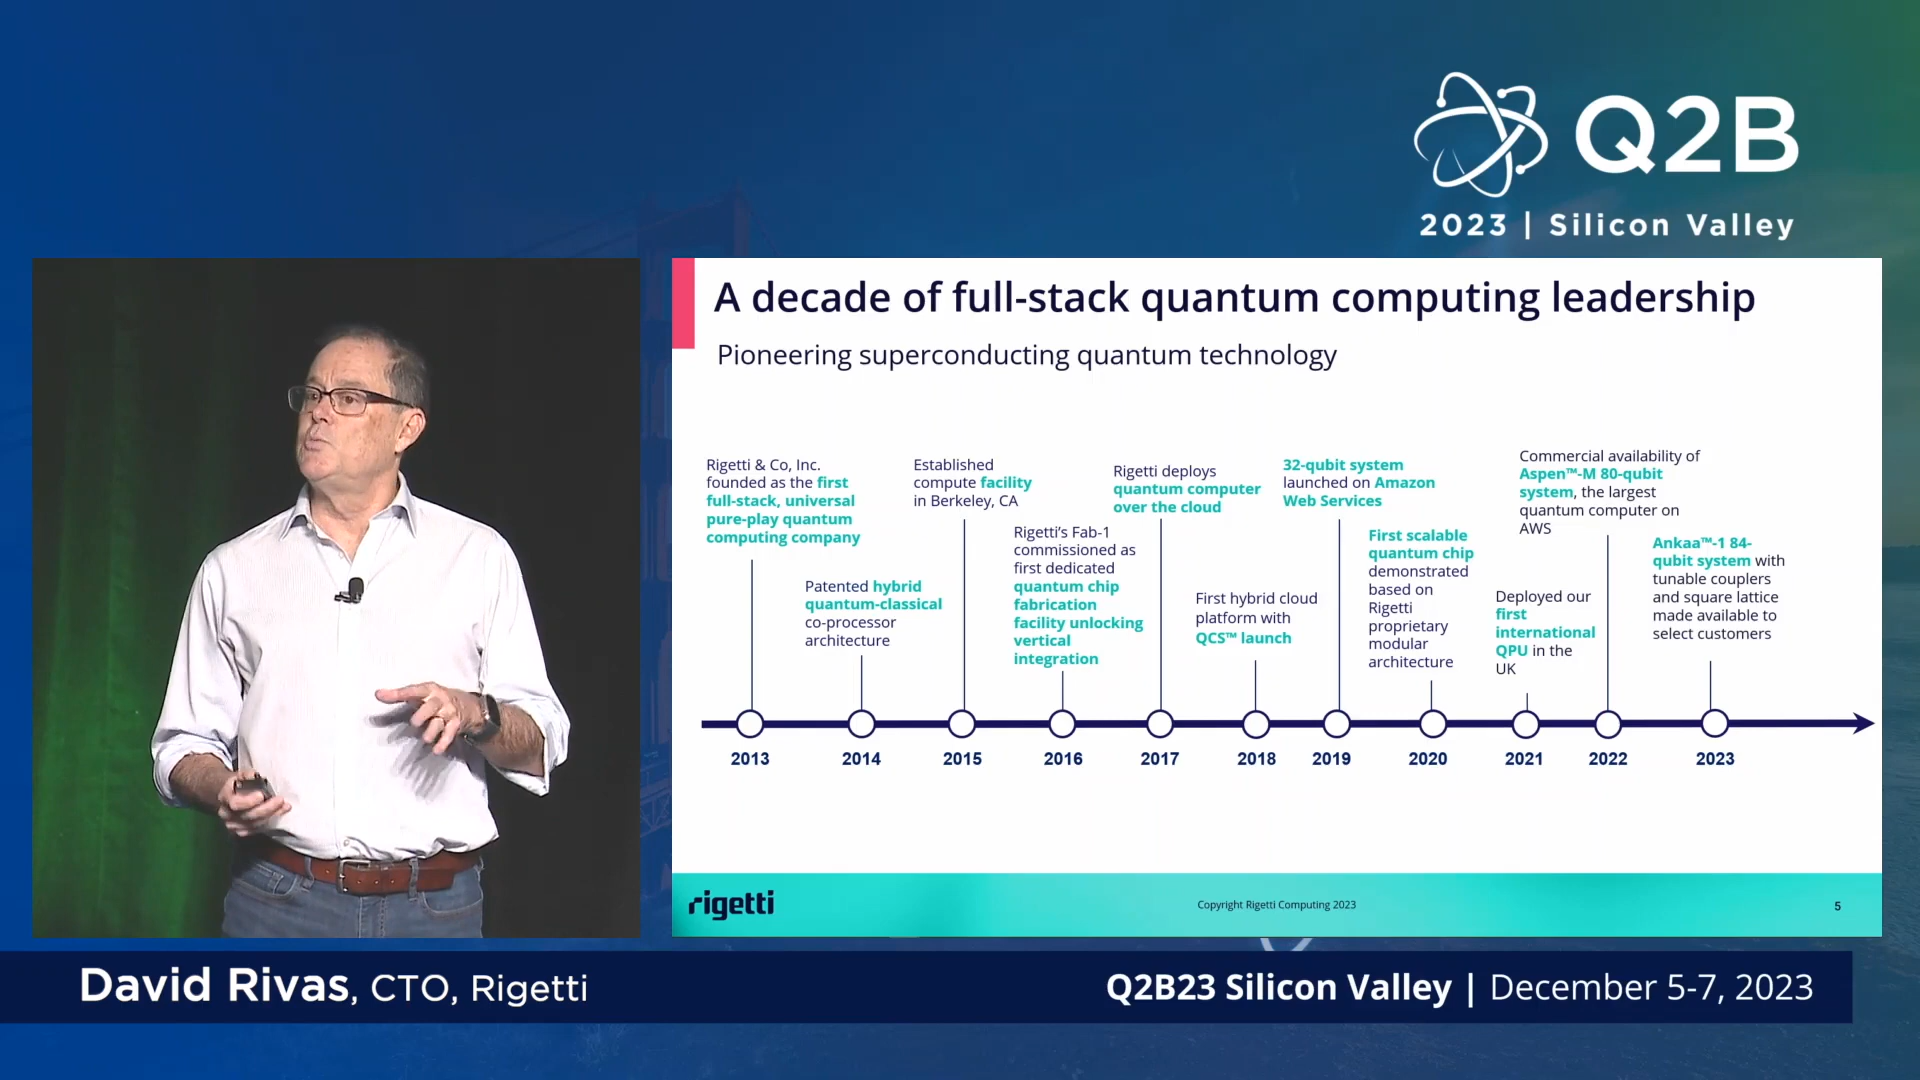 Q2B
2023 | Silicon Valley
A decade of full-stack quantum computing leadership
Pioneering superconducting quantum technology
Rigetti & Co, Inc.
founded as the first
full-stack, universal
pure-play quantum
computing company
Patented hybrid
quantum-classical
co-processor
architecture
Established
compute facility
in Berkeley, CA
Rigetti’s Fab-1
commissioned as
first dedicated
quantum chip
fabrication
facility unlocking
vertical
integration
Rigetti deploys
quantum computer
over the cloud
First hybrid cloud
platform with
QCS™ launch
32-qubit system
launched on Amazon
Web Services
First scalable
quantum chip
demonstrated
based on
Rigetti
proprietary
modular
architecture
Deployed our
first
international
QPU in the
UK
Commercial availability of
Aspen™-M 80-qubit
system, the largest
quantum computer on
AWS
Ankaa™-1 84-
qubit system with
tunable couplers
and square lattice
made available to
select customers
2013 2014 2015 2016 2017 2018 2019 2020 2021 2022 2023
rigetti
Copyright Rigetti Computing 2023
5
David Rivas, CTO, Rigetti
Q2B23 Silicon Valley | December 5-7, 2023